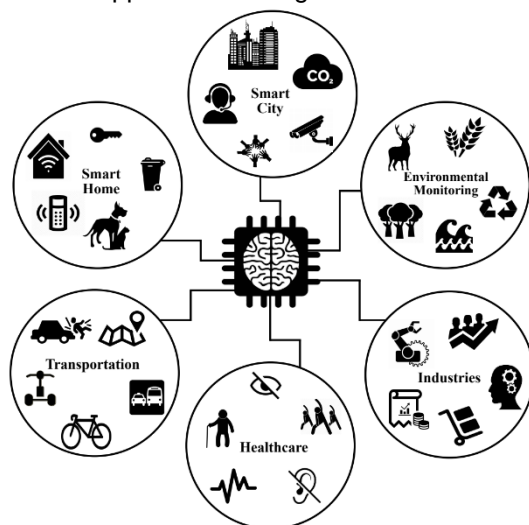 Smart
City
CO₂
Smart
Home
Environmental
Monitoring
Transportation
Industries
Healthcare